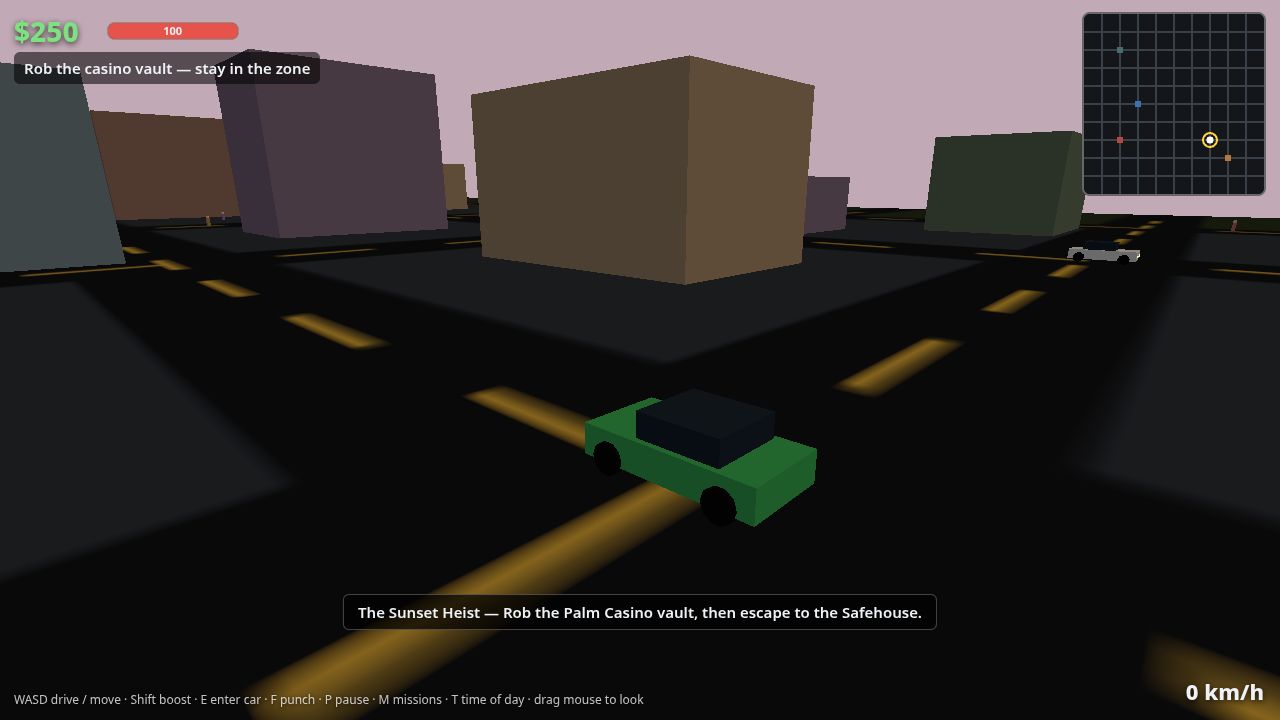 $250
100
Rob the casino vault — stay in the zone
The Sunset Heist — Rob the Palm Casino vault, then escape to the Safehouse.
WASD drive / move · Shift boost · E enter car · F punch · P pause · M missions · T time of day · drag mouse to look
0 km/h